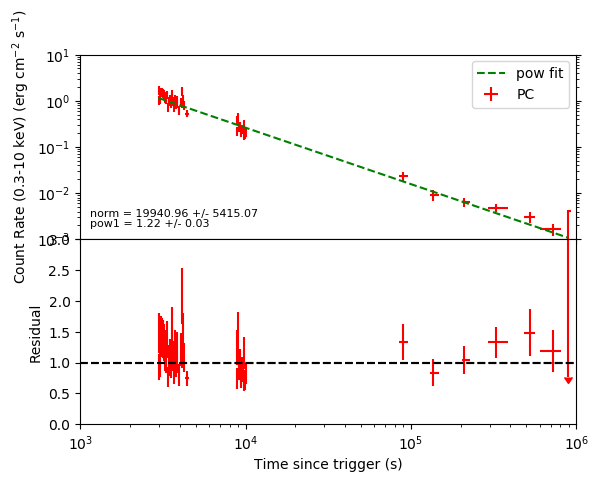 Count Rate (0.3-10 keV) (erg cm⁻² s⁻¹)
10¹
10⁰
10⁻¹
10⁻²
10⁻³
pow fit
PC
norm = 19940.96 +/- 5415.07
pow1 = 1.22 +/- 0.03
Residual
3.0
2.5
2.0
1.5
1.0
0.5
0.0
10³
10⁴
10⁵
10⁶
Time since trigger (s)